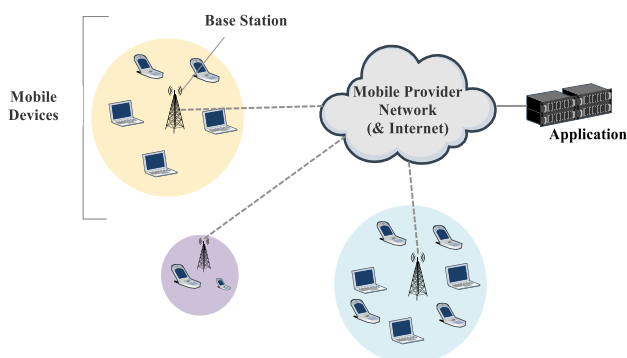 Base Station
Mobile
Devices
Mobile Provider
Network
(& Internet)
Application